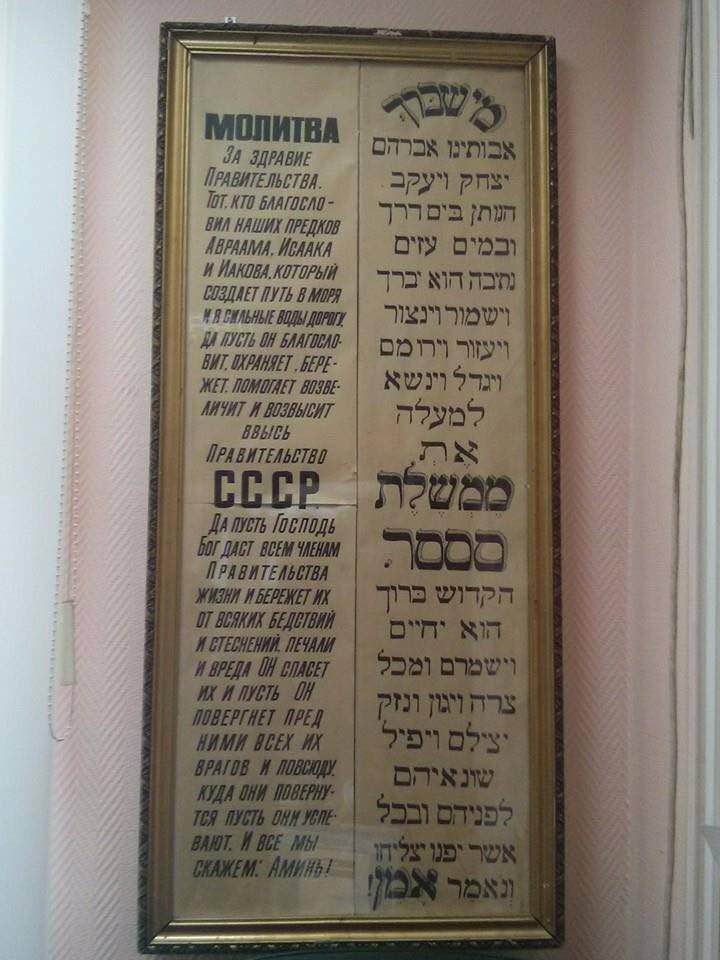 МОЛИТВА
ЗА ЗДРАВИЕ
ПРАВИТЕЛЬСТВА.
ТОТ, КТО БЛАГОСЛО-
ВИЛ НАШИХ ПРЕДКОВ
АВРААМА, ИСААКА
И ИАКОВА, КОТОРЫЙ
СОЗДАЕТ ПУТЬ В МОРЯ
И В СИЛЬНЫЕ ВОДЫ ДОРОГУ,
ДА ПУСТЬ ОН БЛАГОСЛО-
ВИТ, ОХРАНЯЕТ, БЕРЕ-
ЖЕТ, ПОМОГАЕТ ВОЗВЕ-
ЛИЧИТ И ВОЗВЫСИТ
ВВЫСЬ
ПРАВИТЕЛЬСТВО
СССР.
ДА ПУСТЬ ГОСПОДЬ
БОГ ДАСТ ВСЕМ ЧЛЕНАМ
ПРАВИТЕЛЬСТВА
ЖИЗНИ И БЕРЕЖЕТ ИХ
ОТ ВСЯКИХ БЕДСТВИЙ
И СТЕСНЕНИЙ, ПЕЧАЛИ
И ВРЕДА ОН СПАСЕТ
ИХ И ПУСТЬ ОН
ПОВЕРГНЕТ ПРЕД
НИМИ ВСЕХ ИХ
ВРАГОВ И ПОВСЮДУ,
КУДА ОНИ ПОВЕРНУ-
ТСЯ ПУСТЬ ОНИ УСПЕ-
ВАЮТ. И ВСЕ МЫ
СКАЖЕМ: АМИНЬ!
מי שברך
אבותינו אברהם
יצחק ויעקב.
הנותן בים דרך
ובמים עזים
נתיבה הוא יברך
וישמור וינצור
ויעזור וירומם
ויגדל וינשא
למעלה
אֶת
מֶמְשֶׁלֶת
סססר.
הקדוש ברוך
הוא יחיים
וישמרם ומכל
צרה ויגון ונזק
יצילם ויפיל
שונאיהם
לפניהם ובכל
אשר יפנו יצליחו
ונאמר אָמֵן!